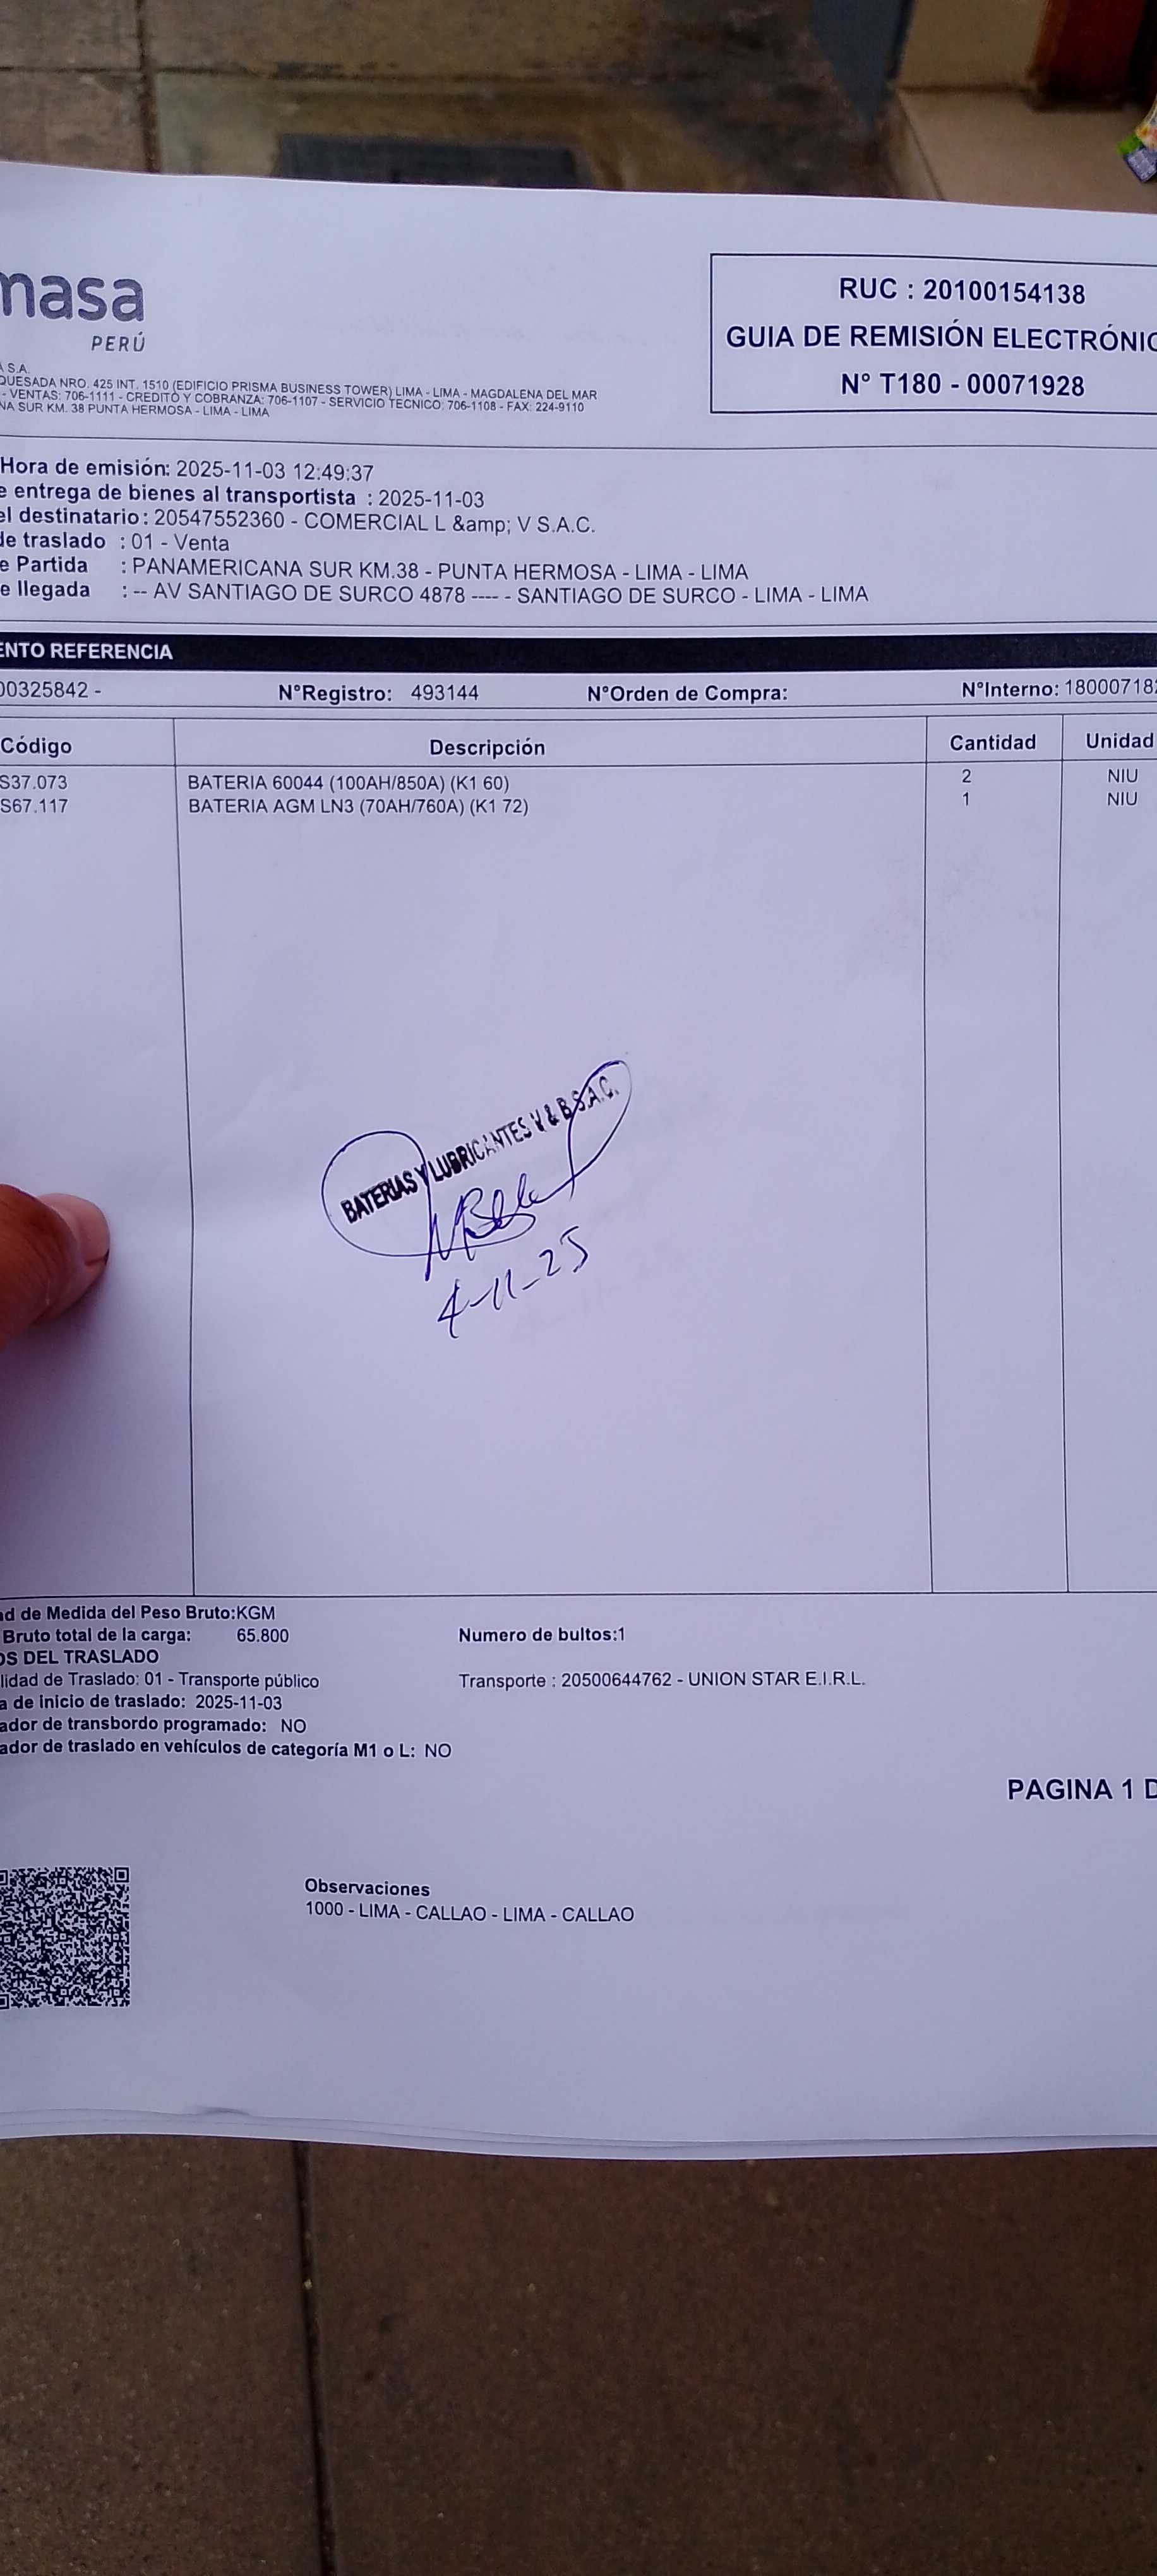 masa
PERÚ
S.A.
QUESADA NRO. 425 INT. 1510 (EDIFICIO PRISMA BUSINESS TOWER) LIMA - LIMA - MAGDALENA DEL MAR
- VENTAS: 706-1111 - CREDITO Y COBRANZA: 706-1107 - SERVICIO TECNICO: 706-1108 - FAX: 224-9110
NA SUR KM. 38 PUNTA HERMOSA - LIMA - LIMA
RUC : 20100154138
GUIA DE REMISIÓN ELECTRÓNIC
N° T180 - 00071928
Hora de emisión: 2025-11-03 12:49:37
e entrega de bienes al transportista : 2025-11-03
el destinatario : 20547552360 - COMERCIAL L &amp; V S.A.C.
de traslado : 01 - Venta
e Partida : PANAMERICANA SUR KM.38 - PUNTA HERMOSA - LIMA - LIMA
e llegada : -- AV SANTIAGO DE SURCO 4878 ---- - SANTIAGO DE SURCO - LIMA - LIMA
ENTO REFERENCIA
00325842 - N°Registro: 493144 N°Orden de Compra: N°Interno: 18000718
Código Descripción Cantidad Unidad
S37.073 BATERIA 60044 (100AH/850A) (K1 60) 2 NIU
S67.117 BATERIA AGM LN3 (70AH/760A) (K1 72) 1 NIU
BATERIAS Y LUBRICANTES V & B S.A.C.
4-11-25
d de Medida del Peso Bruto:KGM
Bruto total de la carga: 65.800 Numero de bultos:1
OS DEL TRASLADO
lidad de Traslado: 01 - Transporte público Transporte : 20500644762 - UNION STAR E.I.R.L.
a de inicio de traslado: 2025-11-03
ador de transbordo programado: NO
ador de traslado en vehículos de categoría M1 o L: NO
PAGINA 1 D
Observaciones
1000 - LIMA - CALLAO - LIMA - CALLAO